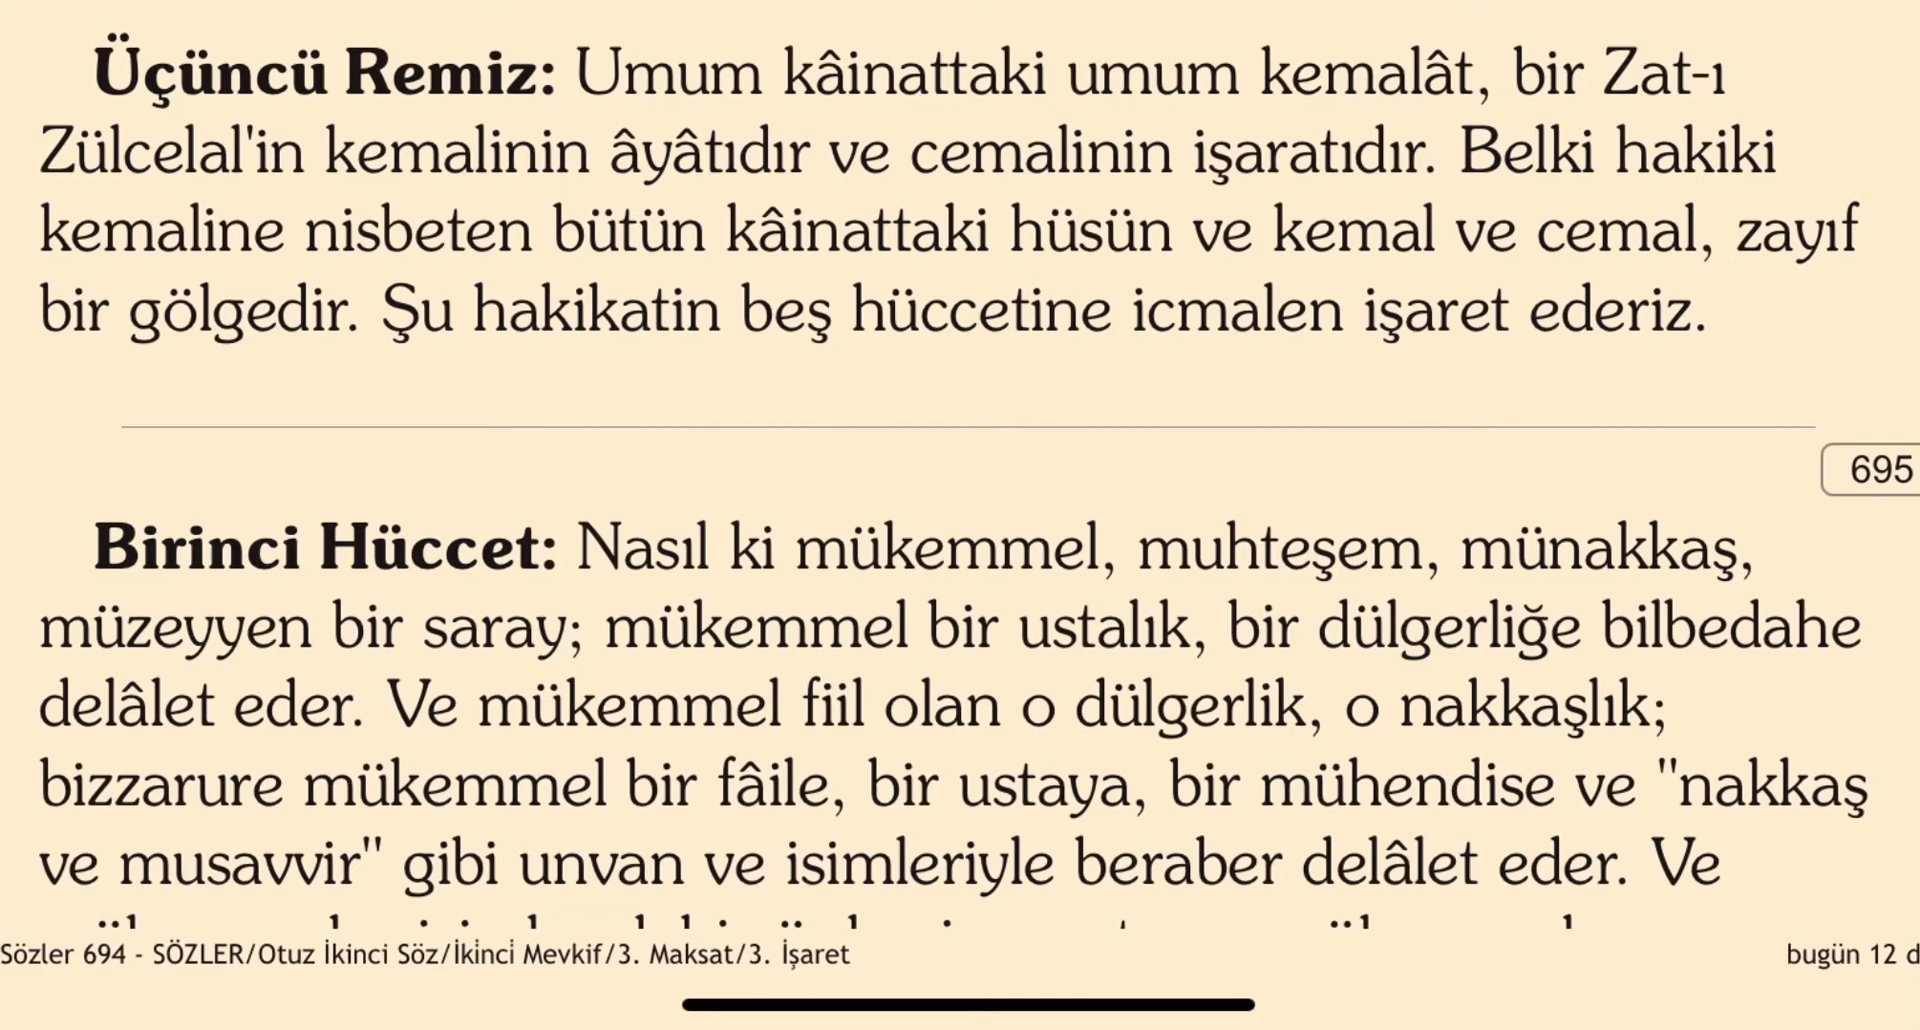 Üçüncü Remiz: Umum kâinattaki umum kemalât, bir Zat-ı
Zülcelal'in kemalinin âyâtıdır ve cemalinin işaratıdır. Belki hakiki
kemaline nisbeten bütün kâinattaki hüsün ve kemal ve cemal, zayıf
bir gölgedir. Şu hakikatin beş hüccetine icmalen işaret ederiz.
695
Birinci Hüccet: Nasıl ki mükemmel, muhteşem, münakkaş,
müzeyyen bir saray; mükemmel bir ustalık, bir dülgerliğe bilbedahe
delâlet eder. Ve mükemmel fiil olan o dülgerlik, o nakkaşlık;
bizzarure mükemmel bir fâile, bir ustaya, bir mühendise ve "nakkaş
ve musavvir" gibi unvan ve isimleriyle beraber delâlet eder. Ve
Sözler 694 - SÖZLER/Otuz İkinci Söz/İkinci Mevkif/3. Maksat/3. İşaret
bugün 12 d